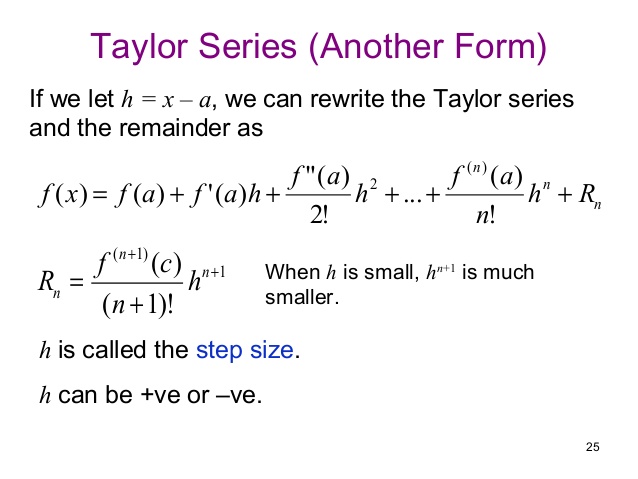 Taylor Series (Another Form)
If we let h = x – a, we can rewrite the Taylor series
and the remainder as
f(x) = f(a) + f'(a)h + \frac{f''(a)}{2!}h^2 + ... + \frac{f^{(n)}(a)}{n!}h^n + R_n
R_n = \frac{f^{(n+1)}(c)}{(n+1)!}h^{n+1}
When h is small, h^{n+1} is much
smaller.
h is called the step size.
h can be +ve or –ve.
25